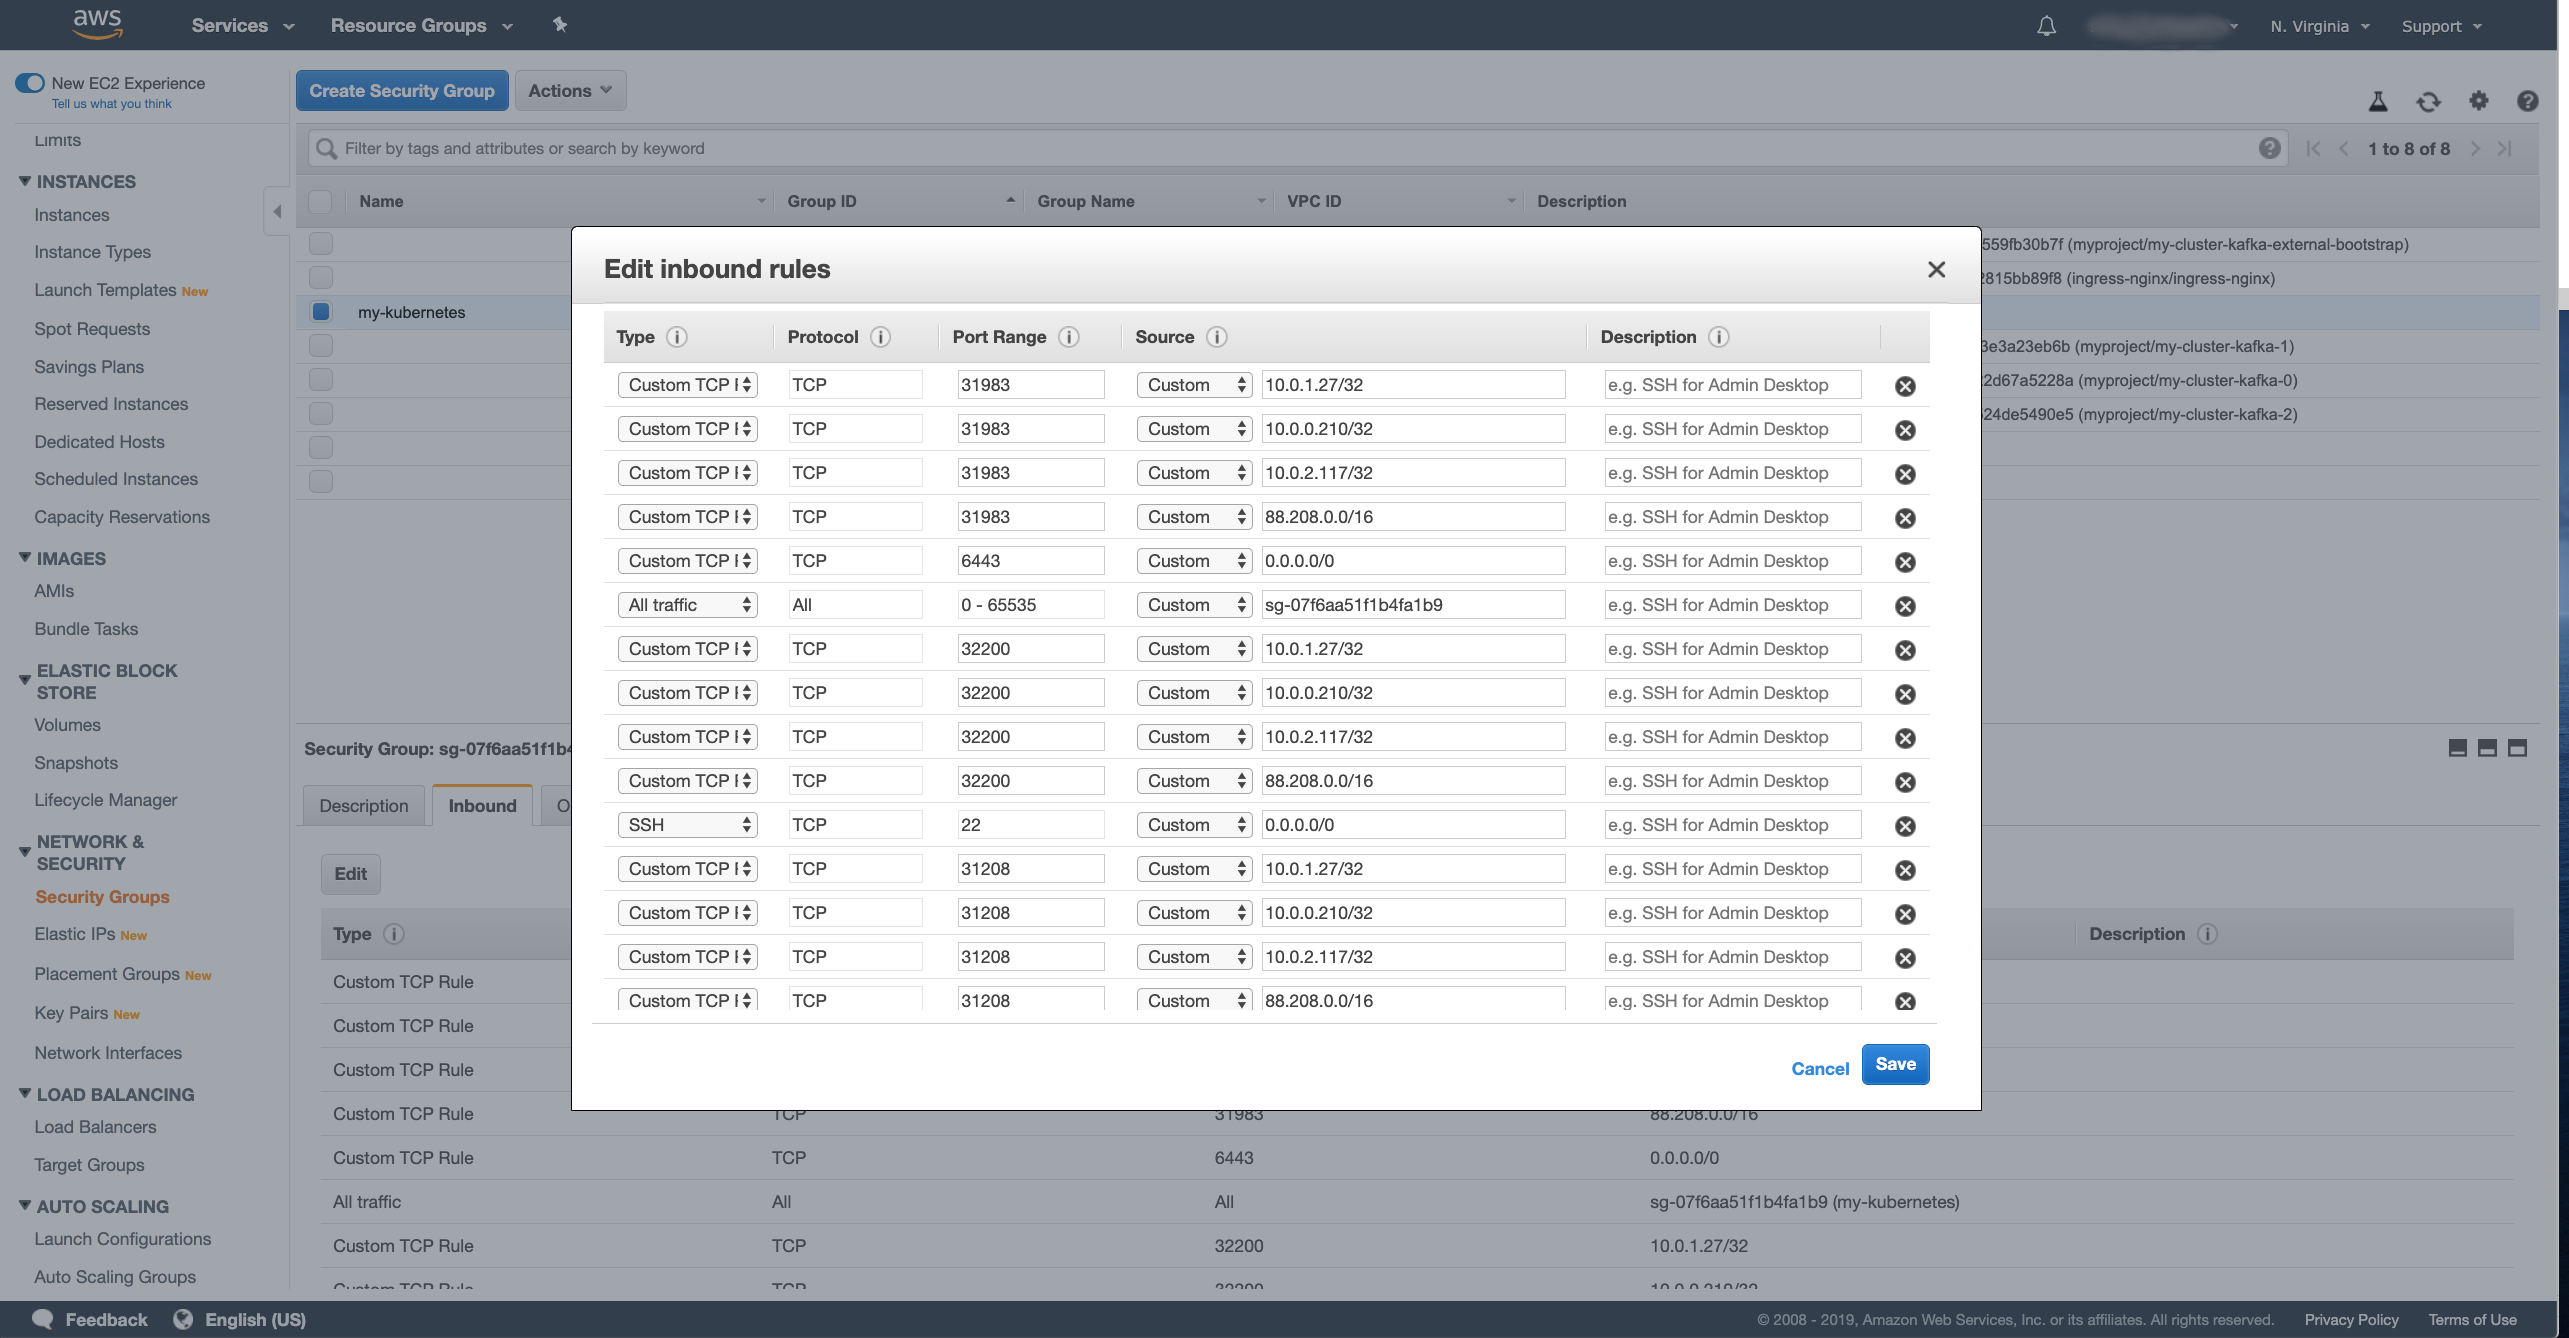 aws
Services
Resource Groups
N. Virginia
Support
New EC2 Experience
Tell us what you think
Limits
INSTANCES
Instances
Instance Types
Launch Templates New
Spot Requests
Savings Plans
Reserved Instances
Dedicated Hosts
Scheduled Instances
Capacity Reservations
IMAGES
AMIs
Bundle Tasks
ELASTIC BLOCK
STORE
Volumes
Snapshots
Lifecycle Manager
NETWORK &
SECURITY
Security Groups
Elastic IPs New
Placement Groups New
Key Pairs New
Network Interfaces
LOAD BALANCING
Load Balancers
Target Groups
AUTO SCALING
Launch Configurations
Auto Scaling Groups
Create Security Group
Actions
Filter by tags and attributes or search by keyword
1 to 8 of 8
Name Group ID Group Name VPC ID Description
559fb30b7f (myproject/my-cluster-kafka-external-bootstrap)
2815bb89f8 (ingress-nginx/ingress-nginx)
my-kubernetes
3e3a23eb6b (myproject/my-cluster-kafka-1)
2d67a5228a (myproject/my-cluster-kafka-0)
24de5490e5 (myproject/my-cluster-kafka-2)
Edit inbound rules
Type Protocol Port Range Source Description
Custom TCP TCP 31983 Custom 10.0.1.27/32 e.g. SSH for Admin Desktop
Custom TCP TCP 31983 Custom 10.0.0.210/32 e.g. SSH for Admin Desktop
Custom TCP TCP 31983 Custom 10.0.2.117/32 e.g. SSH for Admin Desktop
Custom TCP TCP 31983 Custom 88.208.0.0/16 e.g. SSH for Admin Desktop
Custom TCP TCP 6443 Custom 0.0.0.0/0 e.g. SSH for Admin Desktop
All traffic All 0 - 65535 Custom sg-07f6aa51f1b4fa1b9 e.g. SSH for Admin Desktop
Custom TCP TCP 32200 Custom 10.0.1.27/32 e.g. SSH for Admin Desktop
Custom TCP TCP 32200 Custom 10.0.0.210/32 e.g. SSH for Admin Desktop
Custom TCP TCP 32200 Custom 10.0.2.117/32 e.g. SSH for Admin Desktop
Custom TCP TCP 32200 Custom 88.208.0.0/16 e.g. SSH for Admin Desktop
SSH TCP 22 Custom 0.0.0.0/0 e.g. SSH for Admin Desktop
Custom TCP TCP 31208 Custom 10.0.1.27/32 e.g. SSH for Admin Desktop
Custom TCP TCP 31208 Custom 10.0.0.210/32 e.g. SSH for Admin Desktop
Custom TCP TCP 31208 Custom 10.0.2.117/32 e.g. SSH for Admin Desktop
Custom TCP TCP 31208 Custom 88.208.0.0/16 e.g. SSH for Admin Desktop
Cancel Save
Security Group: sg-07f6aa51f1b4
Description Inbound O
Edit
Type Description
Custom TCP Rule
Custom TCP Rule
Custom TCP Rule
Custom TCP Rule TCP 31983 88.208.0.0/16
Custom TCP Rule TCP 6443 0.0.0.0/0
All traffic All All sg-07f6aa51f1b4fa1b9 (my-kubernetes)
Custom TCP Rule TCP 32200 10.0.1.27/32
Custom TCP Rule TCP 32200 10.0.0.210/32
Feedback English (US)
© 2008 - 2019, Amazon Web Services, Inc. or its affiliates. All rights reserved. Privacy Policy Terms of Use